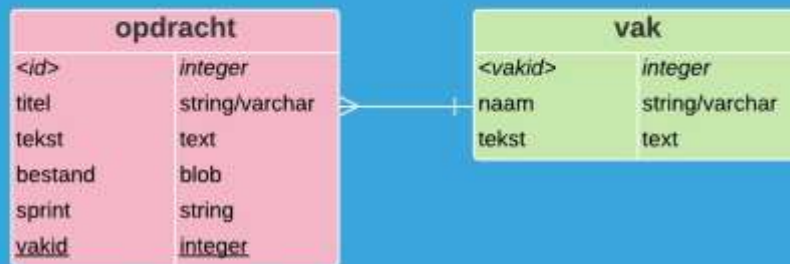 opdracht
<id> integer
titel string/varchar
tekst text
bestand blob
sprint string
vakid integer
vak
<vakid> integer
naam string/varchar
tekst text